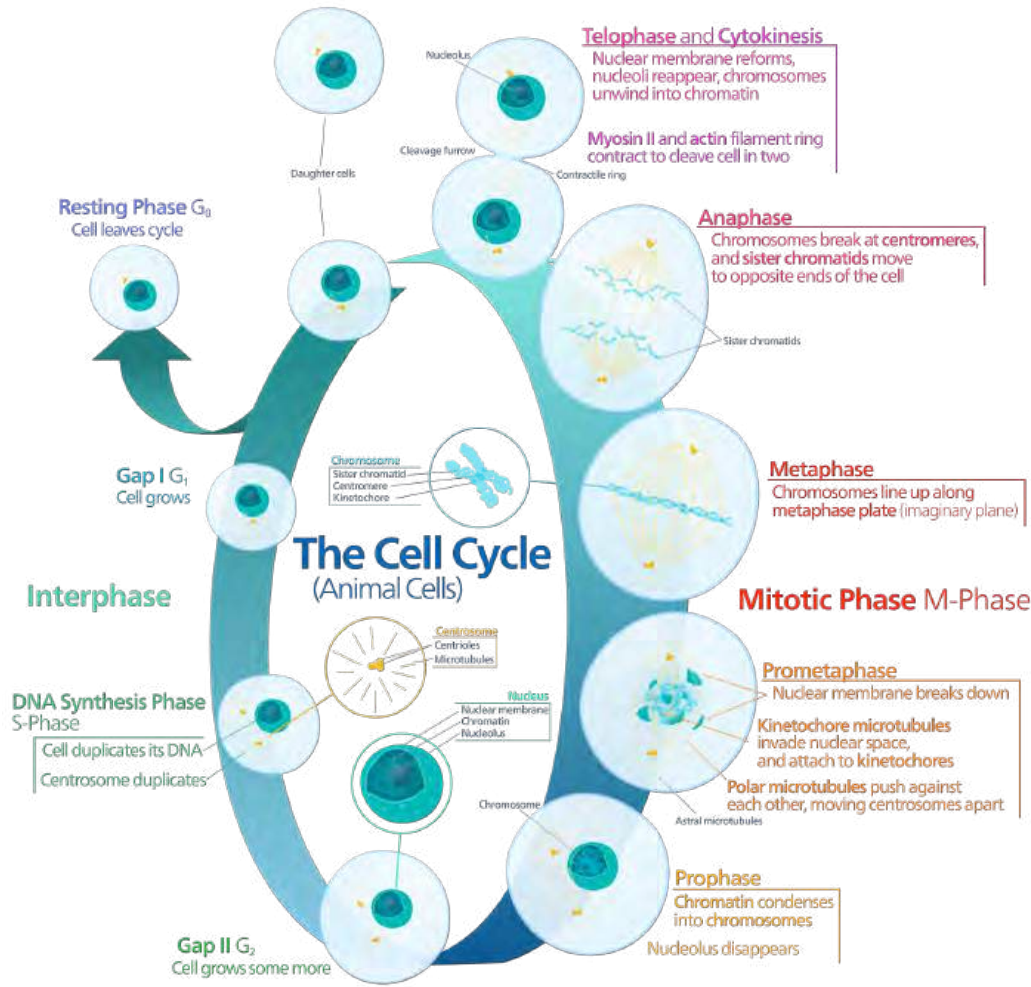 Telophase and Cytokinesis
Nuclear membrane reforms,
nucleoli reappear, chromosomes
unwind into chromatin
Nucleolus
Myosin II and actin filament ring
contract to cleave cell in two
Cleavage furrow
Contractile ring
Daughter cells
Resting Phase G₀
Cell leaves cycle
Anaphase
Chromosomes break at centromeres,
and sister chromatids move
to opposite ends of the cell
Sister chromatids
Gap I G₁
Cell grows
Chromosome
Sister chromatid
Centromere
Kinetochore
Metaphase
Chromosomes line up along
metaphase plate (imaginary plane)
The Cell Cycle
(Animal Cells)
Interphase
Mitotic Phase M-Phase
Centrosome
Centrioles
Microtubules
Prometaphase
Nuclear membrane breaks down
Kinetochore microtubules
invade nuclear space,
and attach to kinetochores
Polar microtubules push against
each other, moving centrosomes apart
Astral microtubules
DNA Synthesis Phase
S-Phase
Cell duplicates its DNA
Centrosome duplicates
Nucleus
Nuclear membrane
Chromatin
Nucleolus
Chromosome
Prophase
Chromatin condenses
into chromosomes
Nucleolus disappears
Gap II G₂
Cell grows some more